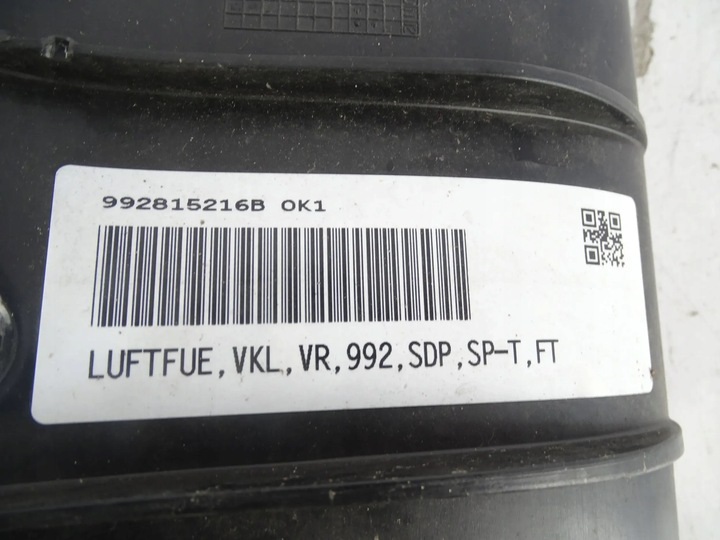 992815216B OK1
LUFTFUE,VKL,VR,992,SDP,SP-T,FT